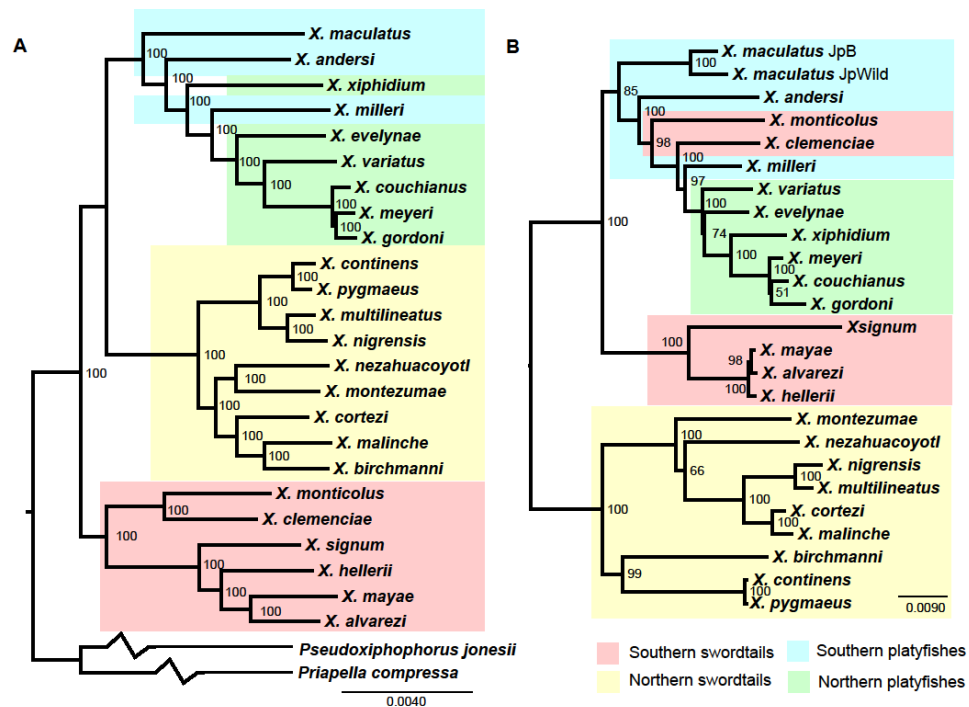 A
X. maculatus
100
X. andersi
100
X. xiphidium
100
X. milleri
100
X. evelynae
100
X. variatus
100
X. couchianus
100
X. meyeri
100
X. gordoni
100
X. continens
100
X. pygmaeus
100
X. multilineatus
100
X. nigrensis
100
X. nezahuacoyotl
100
X. montezumae
100
X. cortezi
100
X. malinche
100
X. birchmanni
100
X. monticolus
100
X. clemenciae
100
X. signum
100
X. hellerii
100
X. mayae
100
X. alvarezi
Pseudoxiphophorus jonesii
Priapella compressa
0.0040
B
X. maculatus JpB
100
X. maculatus JpWild
85
X. andersi
100
X. monticolus
98
X. clemenciae
100
X. milleri
97
X. variatus
100
X. evelynae
74
X. xiphidium
100
X. meyeri
100
X. couchianus
51
X. gordoni
100
Xsignum
100
X. mayae
98
X. alvarezi
100
X. hellerii
X. montezumae
100
X. nezahuacoyotl
66
X. nigrensis
100
X. multilineatus
100
X. cortezi
100
X. malinche
100
X. birchmanni
99
X. continens
100
X. pygmaeus
0.0090
Southern swordtails
Southern platyfishes
Northern swordtails
Northern platyfishes